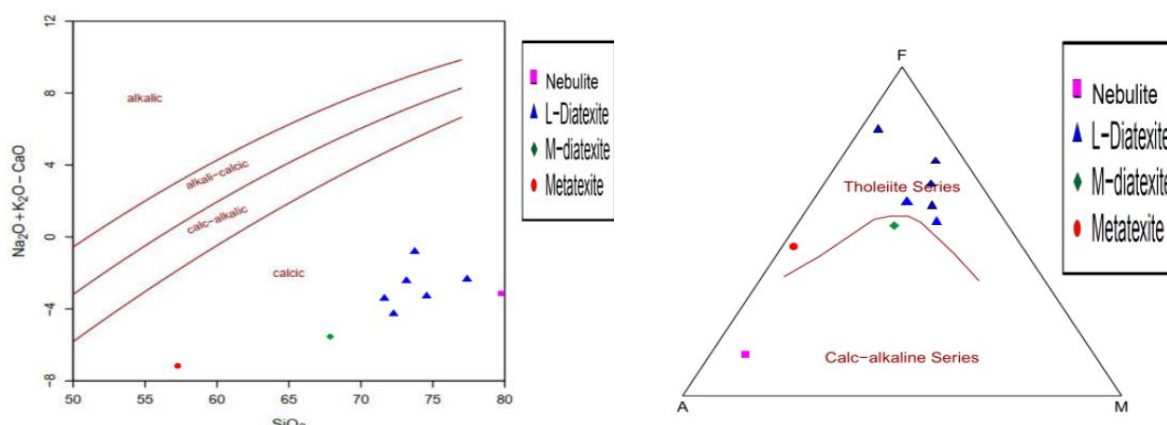 12
8
4
0
−4
−8
Na₂O + K₂O − CaO
alkalic
alkali−calcic
calc−alkalic
calcic
50
55
60
65
70
75
80
Nebulite
L−Diatexite
M−diatexite
Metatexite
F
Tholeiite Series
Calc−alkaline Series
A
M
Nebulite
L−Diatexite
M−diatexite
Metatexite